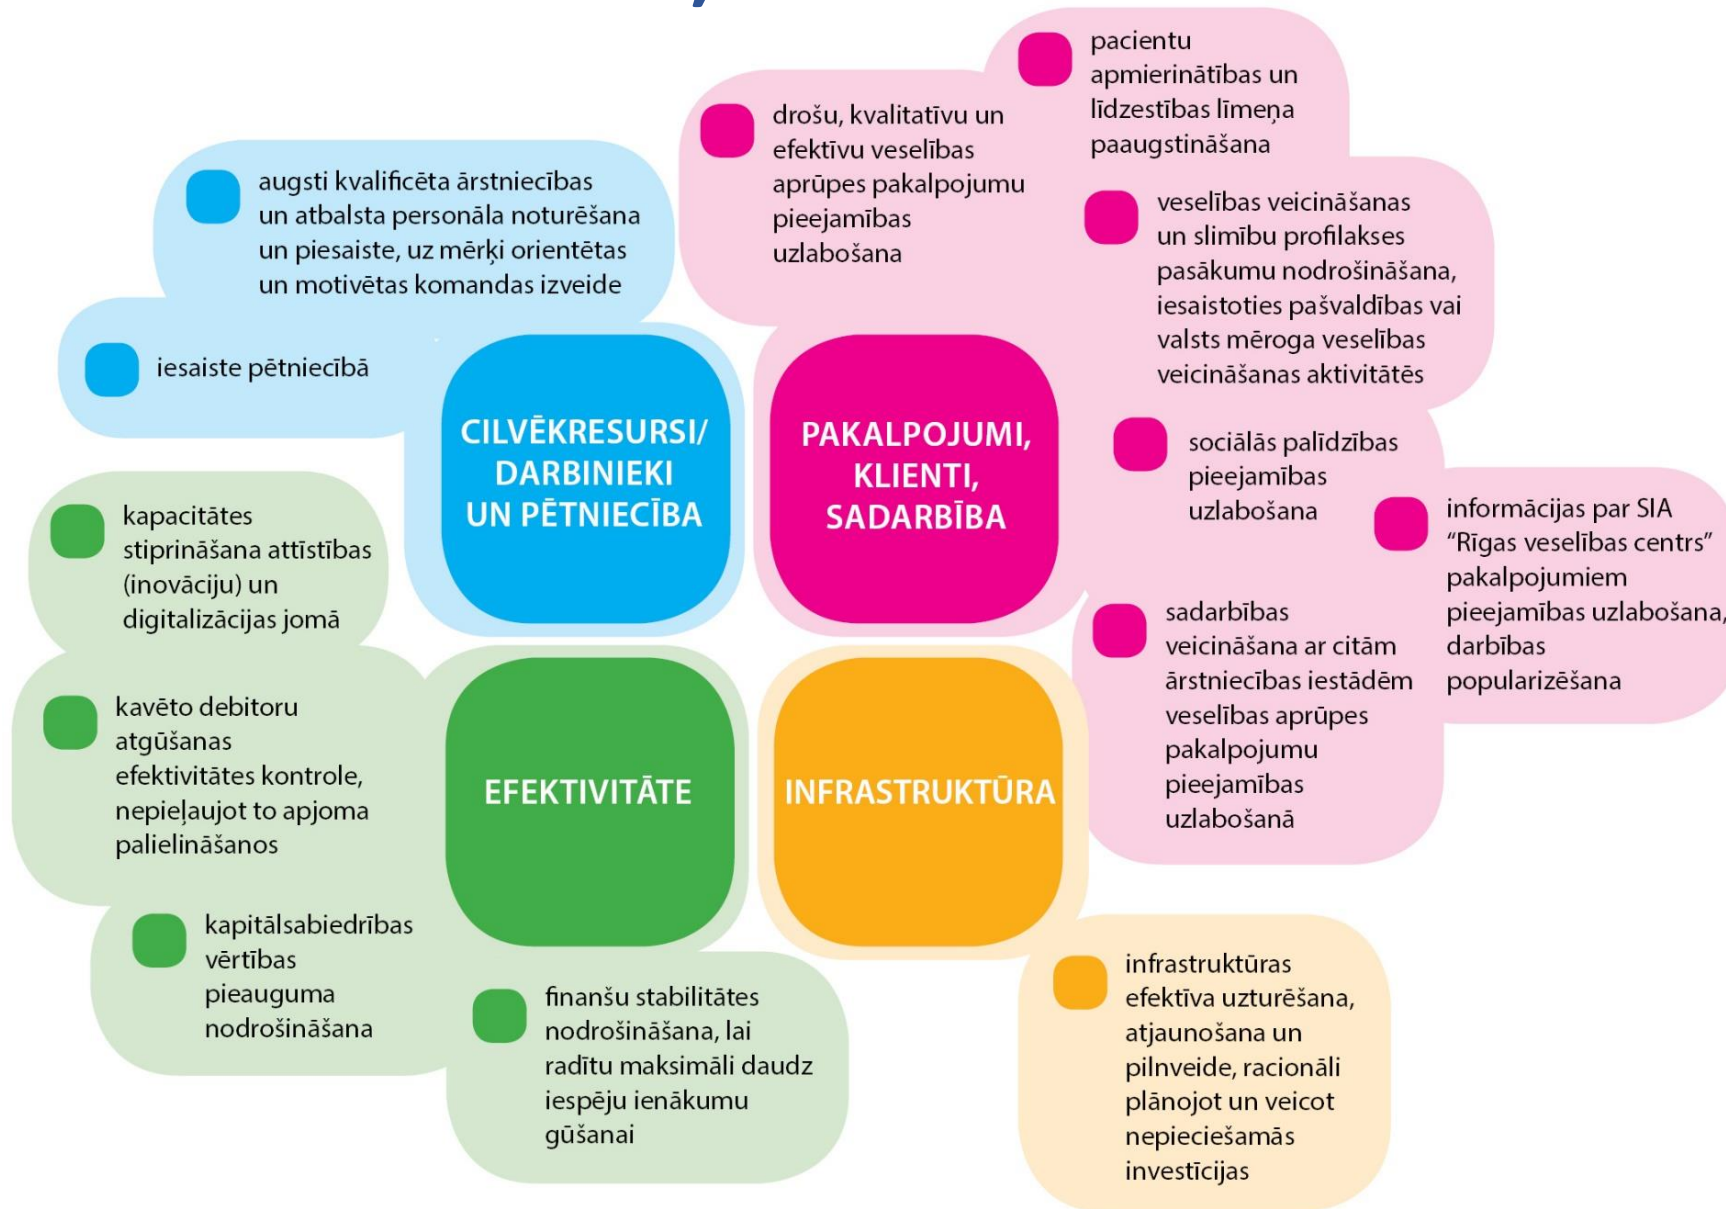 pacientu
apmierinātības un
līdzestības līmeņa
paaugstināšana
drošu, kvalitatīvu un
efektīvu veselības
aprūpes pakalpojumu
pieejamības
uzlabošana
augsti kvalificēta ārstniecības
un atbalsta personāla noturēšana
un piesaiste, uz mērķi orientētas
un motivētas komandas izveide
veselības veicināšanas
un slimību profilakses
pasākumu nodrošināšana,
iesaistoties pašvaldības vai
valsts mēroga veselības
veicināšanas aktivitātēs
iesaiste pētniecībā
CILVĒKRESURSI/
DARBINIEKI
UN PĒTNIECĪBA
PAKALPOJUMI,
KLIENTI,
SADARBĪBA
sociālās palīdzības
pieejamības
uzlabošana
informācijas par SIA
“Rīgas veselības centrs”
pakalpojumiem
pieejamības uzlabošana,
darbības
popularizēšana
kapacitātes
stiprināšana attīstības
(inovāciju) un
digitalizācijas jomā
sadarbības
veicināšana ar citām
ārstniecības iestādēm
veselības aprūpes
pakalpojumu
pieejamības
uzlabošanā
kavēto debitoru
atgūšanas
efektivitātes kontrole,
nepieļaujot to apjoma
palielināšanos
EFEKTIVITĀTE
INFRASTRUKTŪRA
kapitālsabiedrības
vērtības
pieauguma
nodrošināšana
finanšu stabilitātes
nodrošināšana, lai
radītu maksimāli daudz
iespēju ienākumu
gūšanai
infrastruktūras
efektīva uzturēšana,
atjaunošana un
pilnveide, racionāli
plānojot un veicot
nepieciešamās
investīcijas